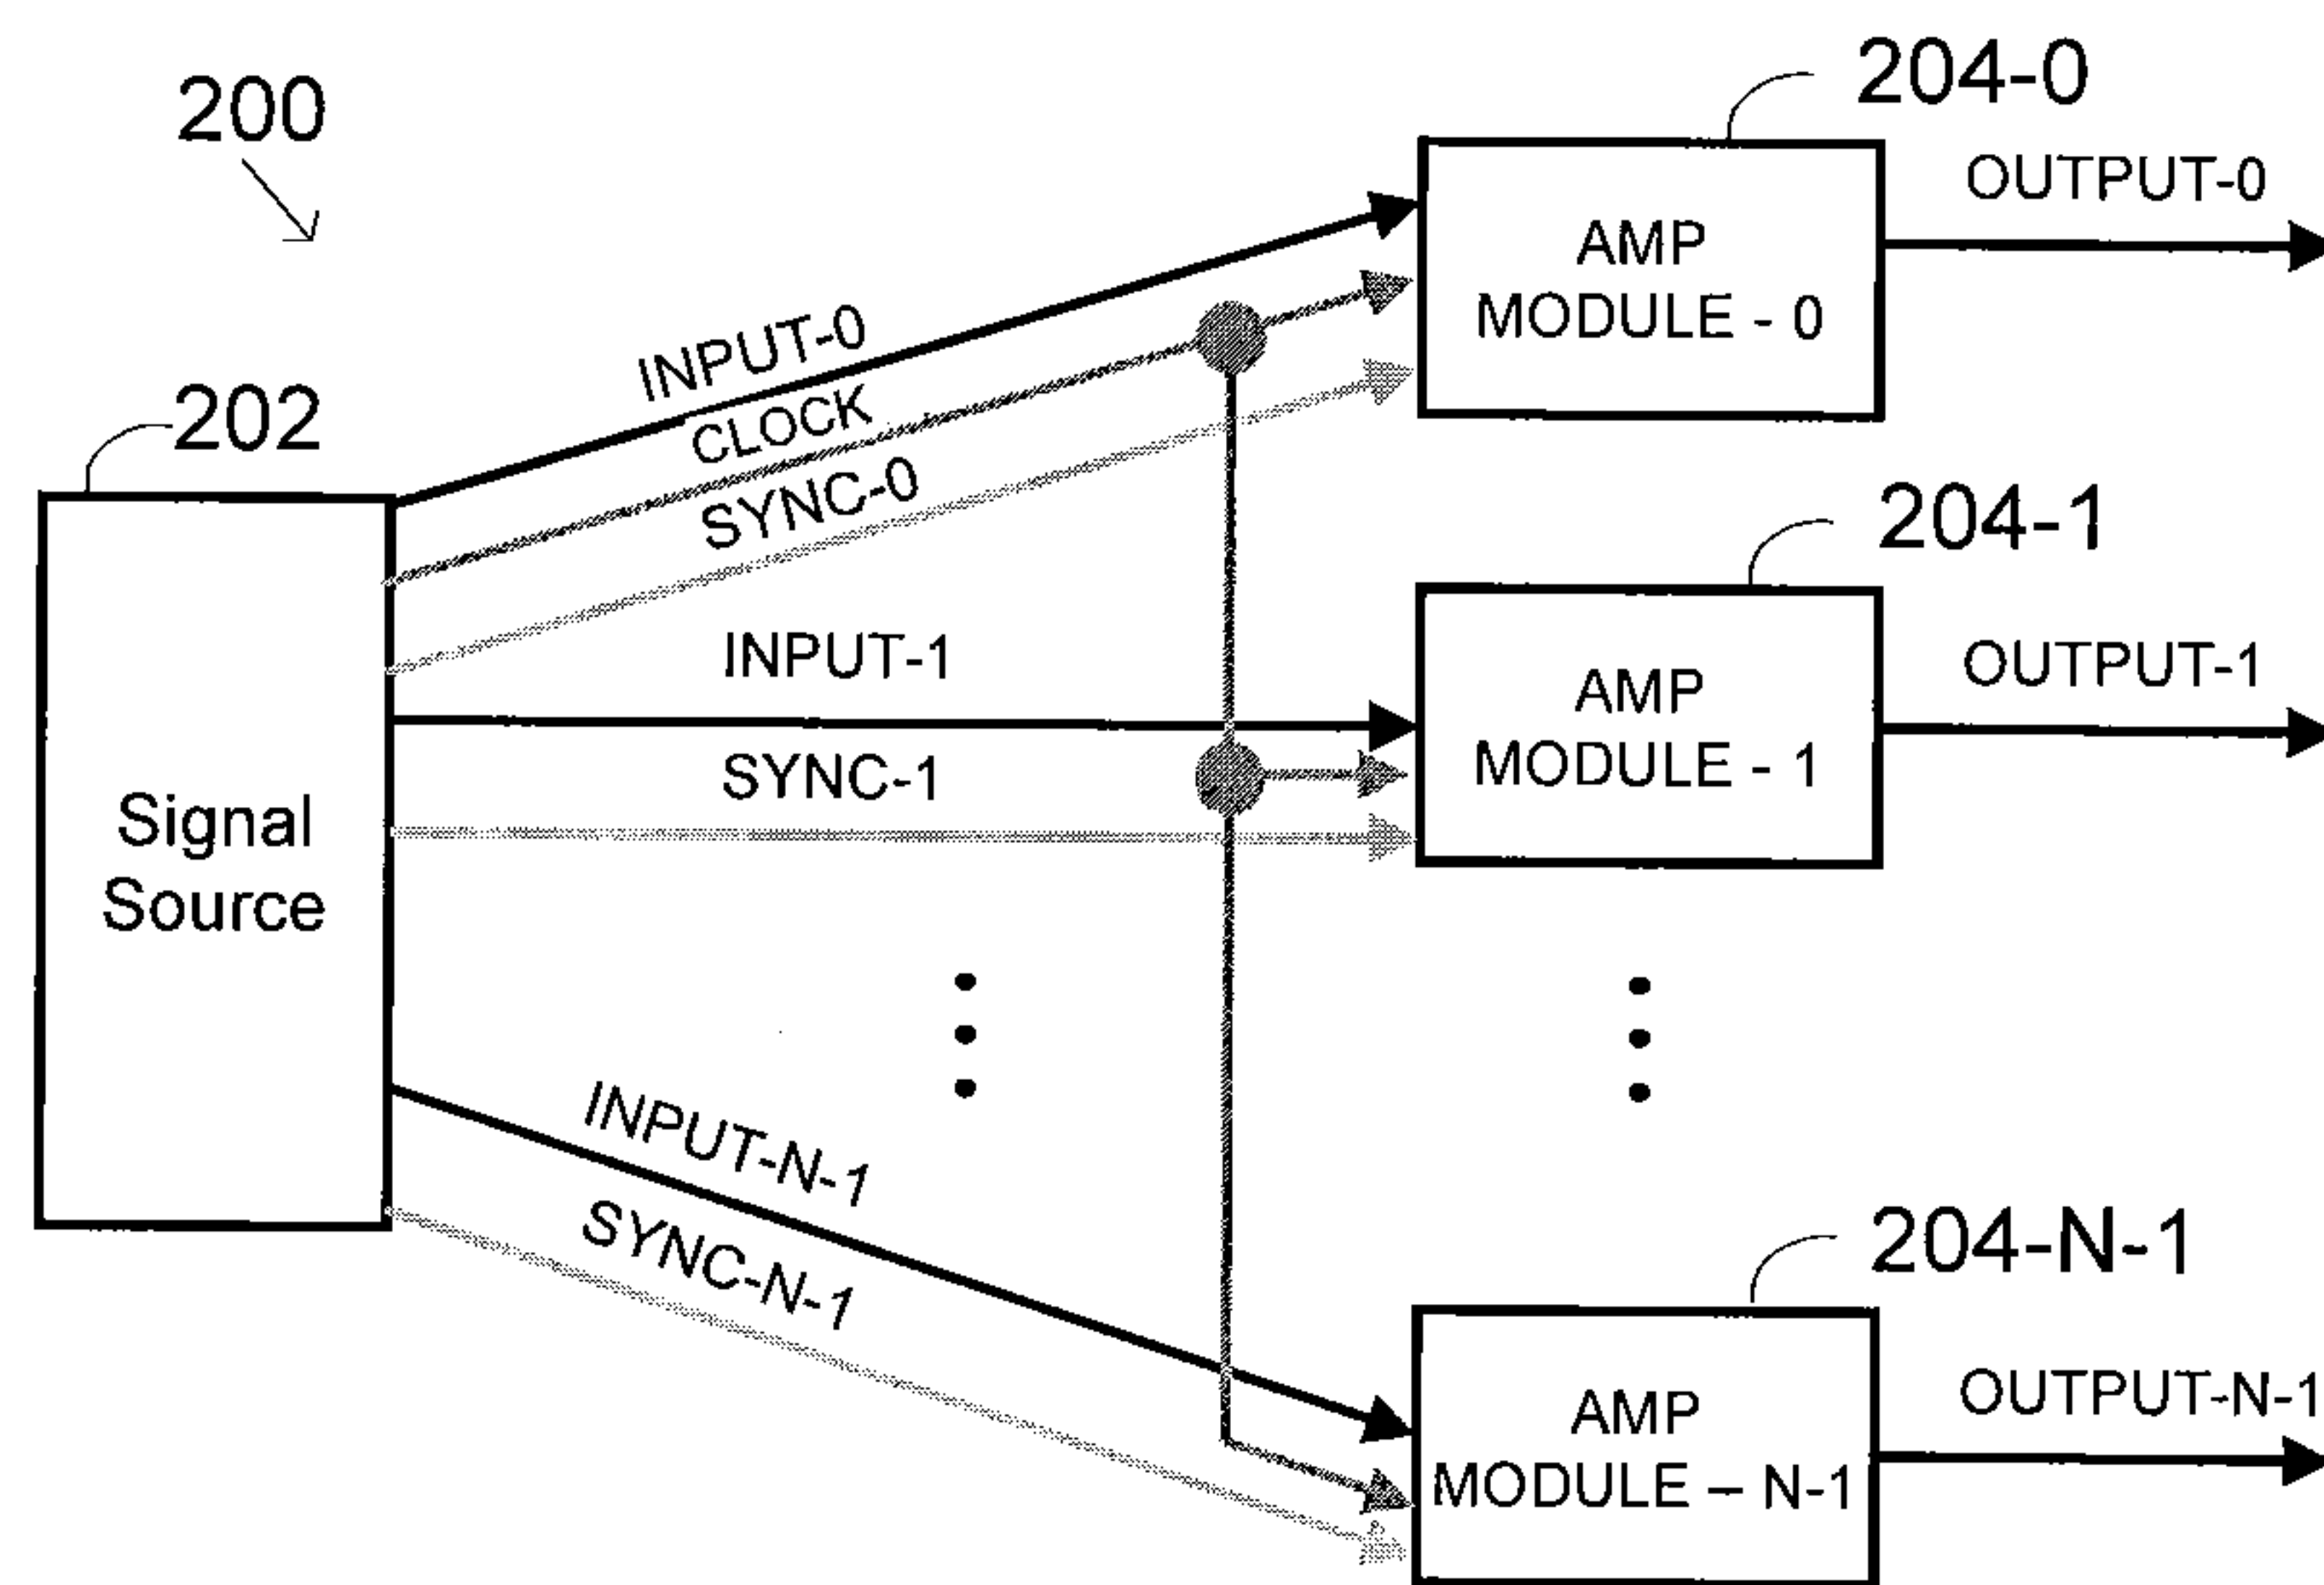 200
204-0
OUTPUT-0
AMP
MODULE - 0
INPUT-0
CLOCK
SYNC-0
202
204-1
INPUT-1
OUTPUT-1
AMP
MODULE - 1
SYNC-1
Signal
Source
INPUT-N-1
SYNC-N-1
204-N-1
OUTPUT-N-1
AMP
MODULE – N-1